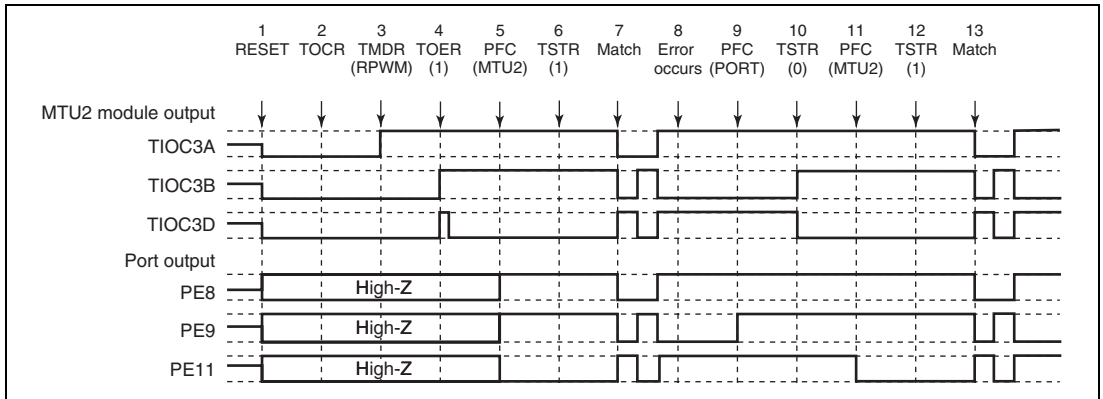 1 2 3 4 5 6 7 8 9 10 11 12 13
RESET TOCR TMDR TOER PFC TSTR Match Error PFC TSTR PFC TSTR Match
(RPWM) (1) (MTU2) (1) occurs (PORT) (0) (MTU2) (1)
MTU2 module output
TIOC3A
TIOC3B
TIOC3D
Port output
PE8 High-Z
PE9 High-Z
PE11 High-Z